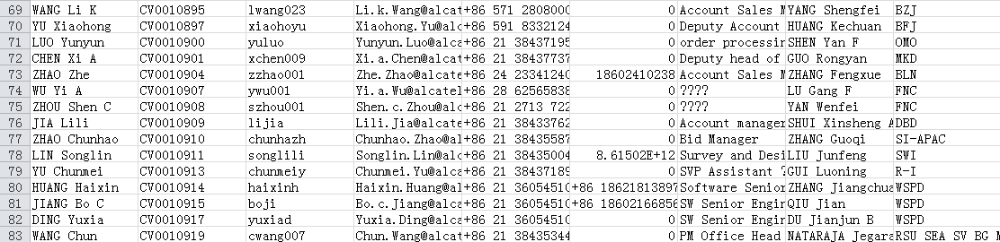 69 WANG Li K CV0010895 lwang023 Li.k.Wang@alcat +86 571 2808000 0 Account Sales M YANG Shengfei BZJ
70 YU Xiaohong CV0010897 xiaohoyu Xiaohong.Yu@al +86 591 8332124 0 Deputy Account HUANG Kechuan BFJ
71 LUO Yunyun CV0010900 yuluo Yunyun.Luo@alc +86 21 38437195 0 order processin SHEN Yan F OMO
72 CHEN Xi A CV0010901 xchen009 Xi.a.Chen@alca +86 21 38437737 0 Deputy head of GUO Rongyan MKD
73 ZHAO Zhe CV0010904 zzhao001 Zhe.Zhao@alcat +86 24 23341240 18602410238 Account Sales M ZHANG Fengxue BLN
74 WU Yi A CV0010907 ywu001 Yi.a.Wu@alcatel +86 28 62565838 0 ???? LU Gang F FNC
75 ZHOU Shen C CV0010908 szhou001 Shen.c.Zhou@al +86 21 2713 722 0 ???? YAN Wenfei FNC
76 JIA Lili CV0010909 lijia Lili.Jia@alcate +86 21 38433762 0 Account manager SHUI Xinsheng A DBD
77 ZHAO Chunhao CV0010910 chunhazh Chunhao.Zhao@al +86 21 38435587 0 Bid Manager ZHANG Guoqi SI-APAC
78 LIN Songlin CV0010911 songlili Songlin.Lin@alc +86 21 38435004 8.61502E+12 Survey and Desi LIU Junfeng SWI
79 YU Chunmei CV0010913 chunmeiy Chunmei.Yu@alc +86 21 38437189 0 SVP Assistant ? GUI Luoning R-I
80 HUANG Haixin CV0010914 haixinh Haixin.Huang@al +86 21 36054510 +86 18621813897 Software Senior ZHANG Jiangchua WSPD
81 JIANG Bo C CV0010915 boji Bo.c.Jiang@alc +86 21 36054510 +86 18602166856 SW Senior Engin QIU Jian WSPD
82 DING Yuxia CV0010917 yuxiad Yuxia.Ding@alca +86 21 36054510 0 SW Senior Engin DU Jianjun B WSPD
83 WANG Chun CV0010919 cwang007 Chun.Wang@alcat +86 21 38435344 0 PM Office Head NATARAJA Jegara RSU SEA SV BG M